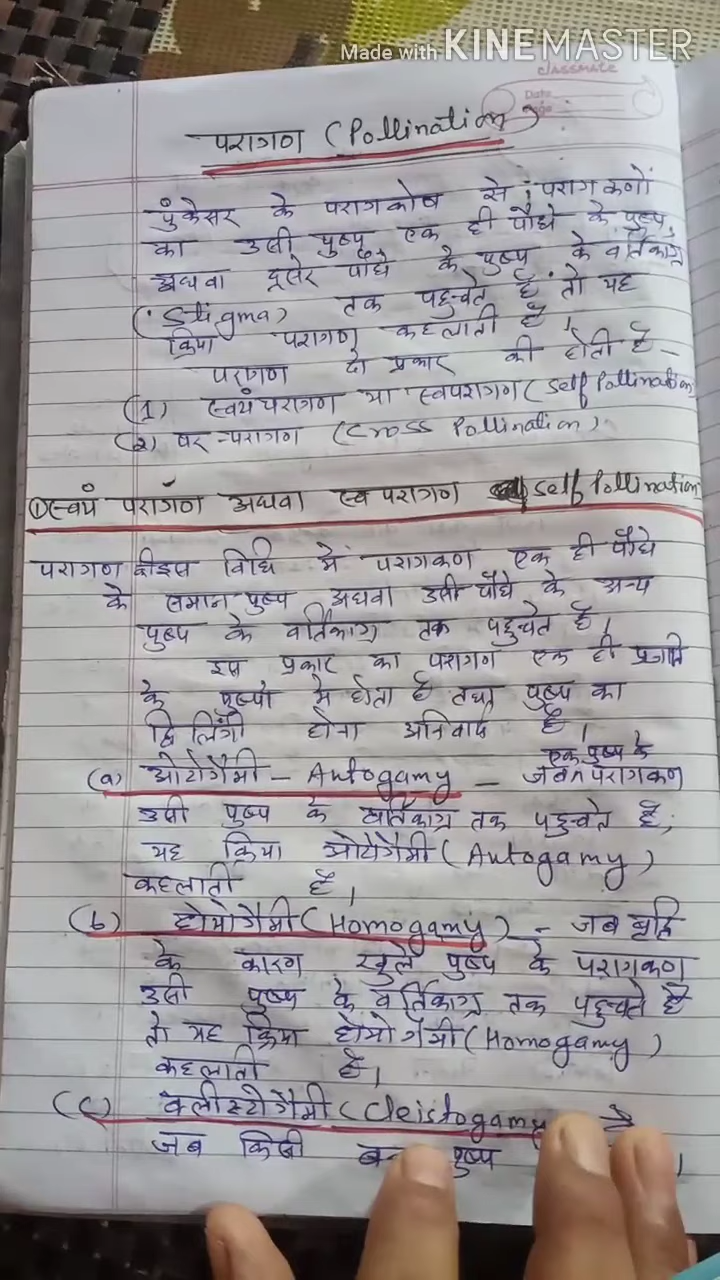 Made with KINEMASTER
classmate
Date
Page
परागण (Pollination)
पुंकेसर के परागकोष से परागकणों
का उसी पुष्प एक ही पौधे के पुष्प
अथवा दूसरे पौधे के पुष्प के वर्तिकाग्र
(Stigma) तक पहुचते हैं तो यह
क्रिया परागण कहलाती है।
परागण दो प्रकार की होती है -
(1) स्वयंपरागण या स्वपरागण (Self Pollination
(2) पर-परागण (Cross Pollination)
① स्वयं परागण अथवा स्व परागण Self Pollination
परागण की इस विधि में परागकण एक ही पौधे
के समान पुष्प अथवा उसी पौधे के अन्य
पुष्प के वर्तिकाग्र तक पहुचते है।
इस प्रकार का परागण एक ही प्रजाति
के पुष्पो मे होता है तथा पुष्प का
द्विलिंगी होना अनिवार्य है।
(a) ओटोगैमी - Autogamy - जब एक पुष्प के परागकण
उसी पुष्प के वर्तिकाग्र तक पहुचते है,
यह क्रिया ओटोगैमी (Autogamy)
कहलाती है।
(b) होमोगैमी (Homogamy) - जब
के कारण खुले पुष्प के परागकण
उसी पुष्प के वर्तिकाग्र तक पहुचते है
तो यह क्रिया होमोगैमी (Homogamy)
कहलाती है।
(c) क्लीस्टोगैमी (Cleistogamy
जब किसी पुष्प